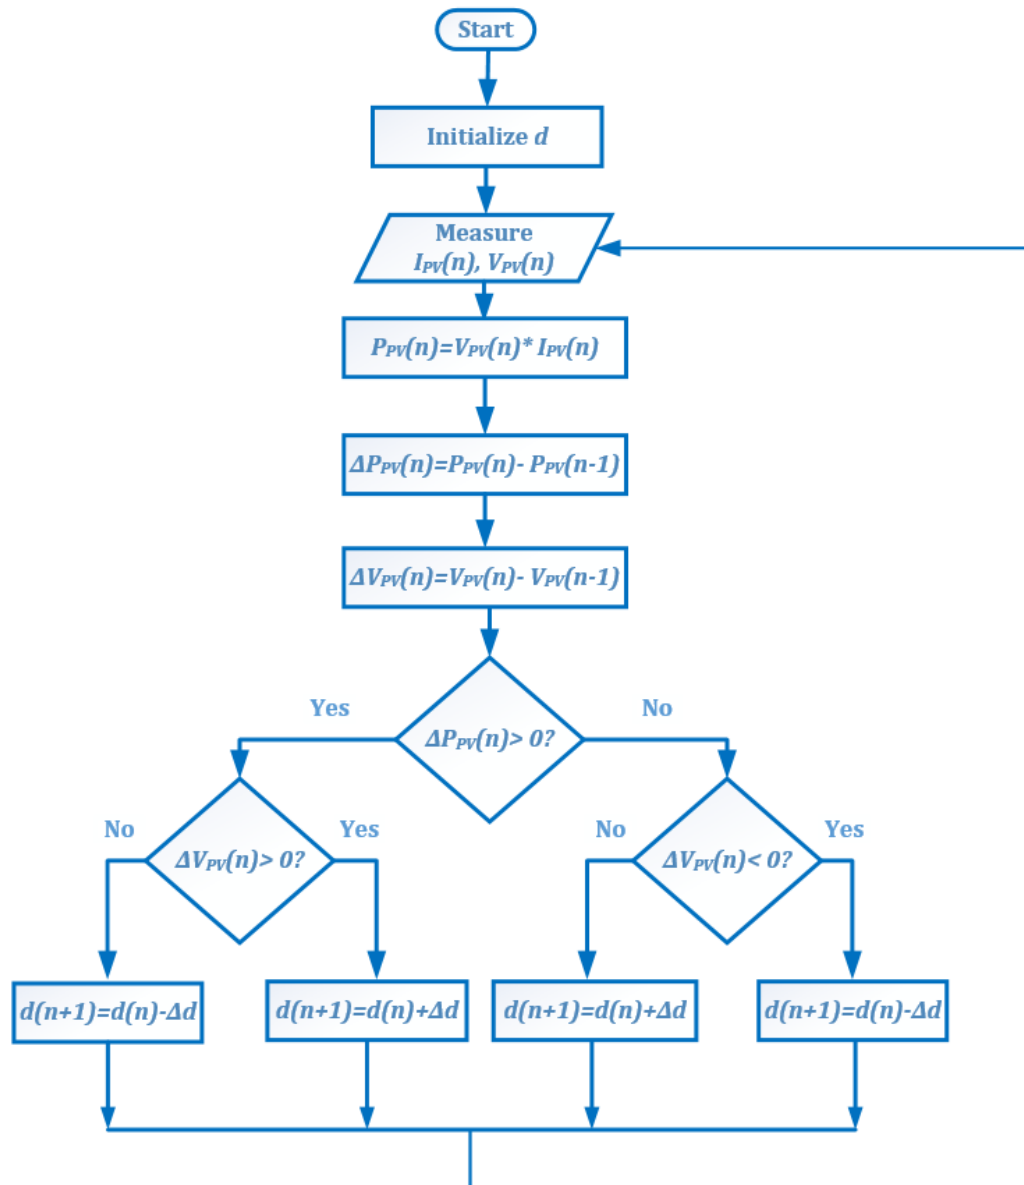 Start
Initialize d
Measure
IPV(n), VPV(n)
PPV(n)=VPV(n)* IPV(n)
ΔPPV(n)=PPV(n)- PPV(n-1)
ΔVPV(n)=VPV(n)- VPV(n-1)
Yes
No
ΔPPV(n)> 0?
No
Yes
No
Yes
ΔVPV(n)> 0?
ΔVPV(n)< 0?
d(n+1)=d(n)-Δd
d(n+1)=d(n)+Δd
d(n+1)=d(n)+Δd
d(n+1)=d(n)-Δd